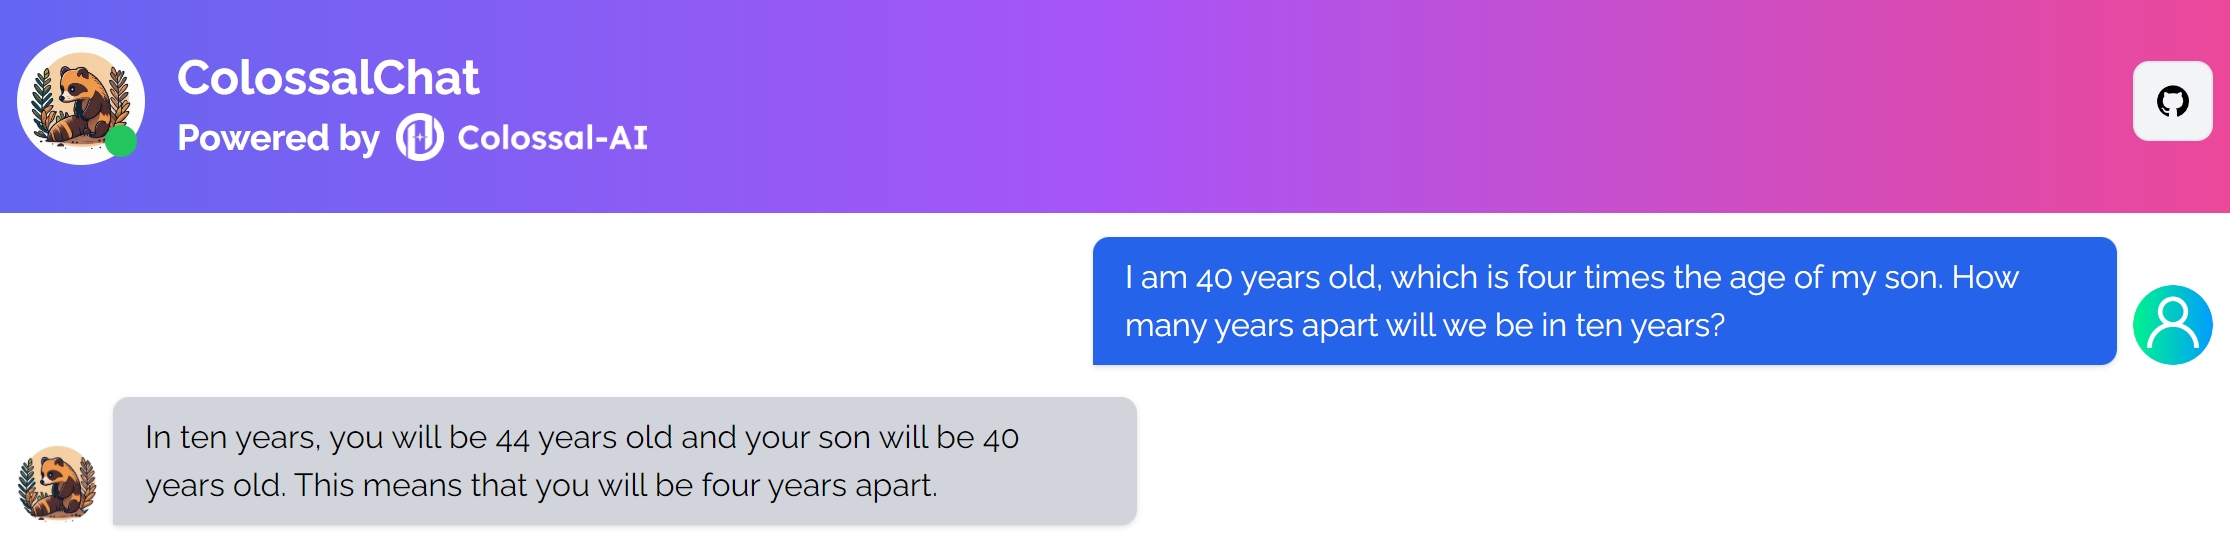 ColossalChat
Powered by Colossal-AI
I am 40 years old, which is four times the age of my son. How
many years apart will we be in ten years?
In ten years, you will be 44 years old and your son will be 40
years old. This means that you will be four years apart.